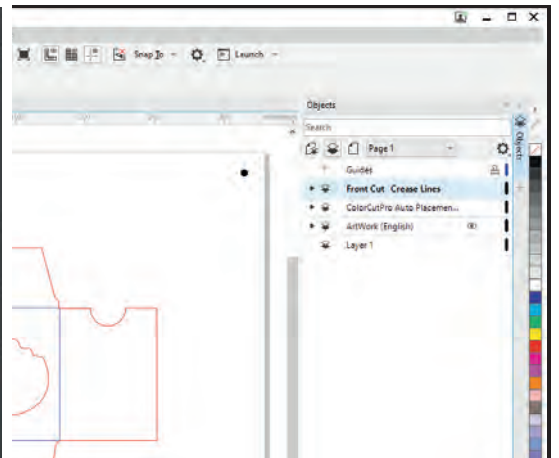 Snap To
Launch
Objects
Search
Page 1
Objects
Guides
Front Cut Crease Lines
ColorCutPro Auto Placemen...
ArtWork (English)
Layer 1